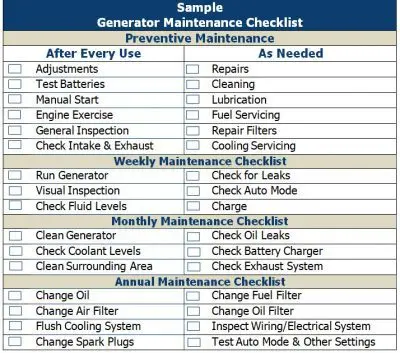 Sample
Generator Maintenance Checklist
Preventive Maintenance
After Every Use As Needed
Adjustments Repairs
Test Batteries Cleaning
Manual Start Lubrication
Engine Exercise Fuel Servicing
General Inspection Repair Filters
Check Intake & Exhaust Cooling Servicing
Weekly Maintenance Checklist
Run Generator Check for Leaks
Visual Inspection Check Auto Mode
Check Fluid Levels Charge
Monthly Maintenance Checklist
Clean Generator Check Oil Leaks
Check Coolant Levels Check Battery Charger
Clean Surrounding Area Check Exhaust System
Annual Maintenance Checklist
Change Oil Change Fuel Filter
Change Air Filter Change Oil Filter
Flush Cooling System Inspect Wiring/Electrical System
Change Spark Plugs Test Auto Mode & Other Settings